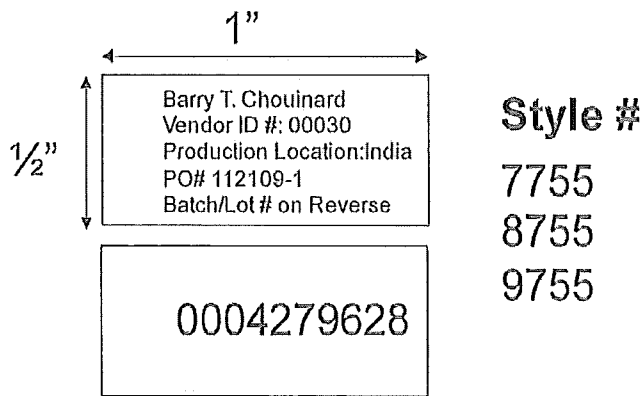 1”
½”
Barry T. Chouinard
Vendor ID #: 00030
Production Location:India
PO# 112109-1
Batch/Lot # on Reverse
0004279628
Style #
7755
8755
9755